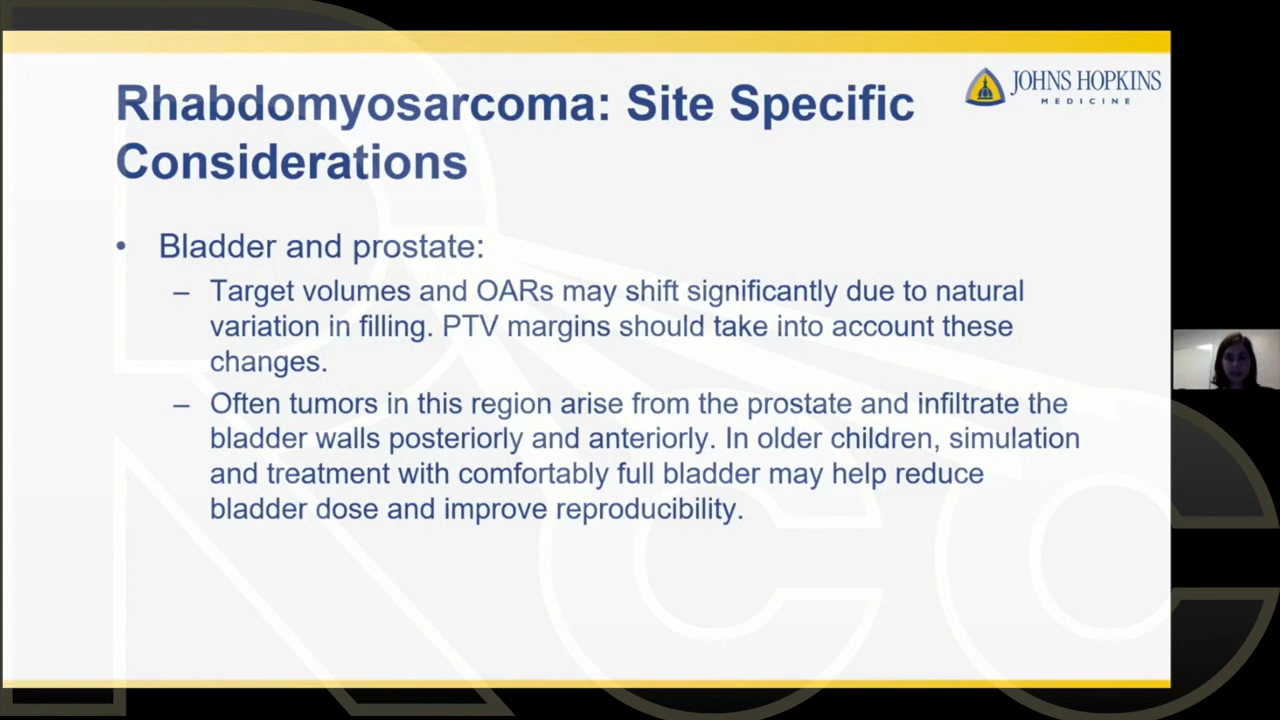 Rhabdomyosarcoma: Site Specific
Considerations
JOHNS HOPKINS
MEDICINE
• Bladder and prostate:
– Target volumes and OARs may shift significantly due to natural
variation in filling. PTV margins should take into account these
changes.
– Often tumors in this region arise from the prostate and infiltrate the
bladder walls posteriorly and anteriorly. In older children, simulation
and treatment with comfortably full bladder may help reduce
bladder dose and improve reproducibility.
RCC